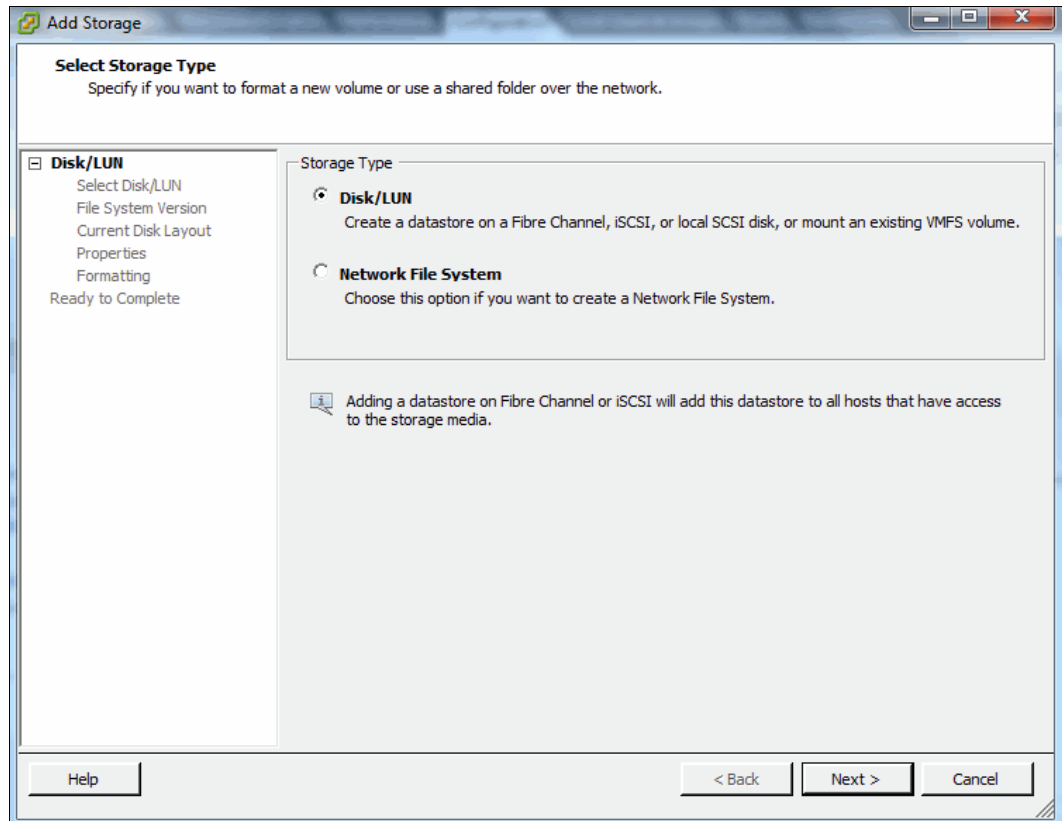 Add Storage
Select Storage Type
Specify if you want to format a new volume or use a shared folder over the network.
Disk/LUN
Select Disk/LUN
File System Version
Current Disk Layout
Properties
Formatting
Ready to Complete
Storage Type
Disk/LUN
Create a datastore on a Fibre Channel, iSCSI, or local SCSI disk, or mount an existing VMFS volume.
Network File System
Choose this option if you want to create a Network File System.
Adding a datastore on Fibre Channel or iSCSI will add this datastore to all hosts that have access
to the storage media.
Help
< Back
Next >
Cancel